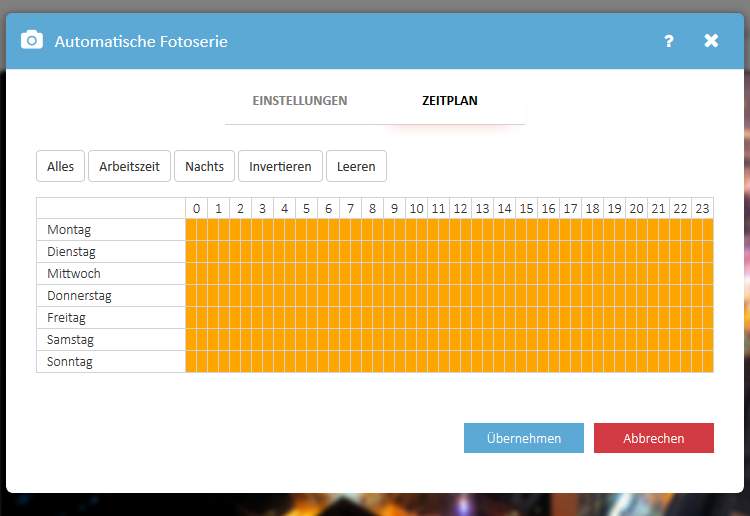 Automatische Fotoserie ?
EINSTELLUNGEN ZEITPLAN
Alles Arbeitszeit Nachts Invertieren Leeren
0 1 2 3 4 5 6 7 8 9 10 11 12 13 14 15 16 17 18 19 20 21 22 23
Montag
Dienstag
Mittwoch
Donnerstag
Freitag
Samstag
Sonntag
Übernehmen Abbrechen